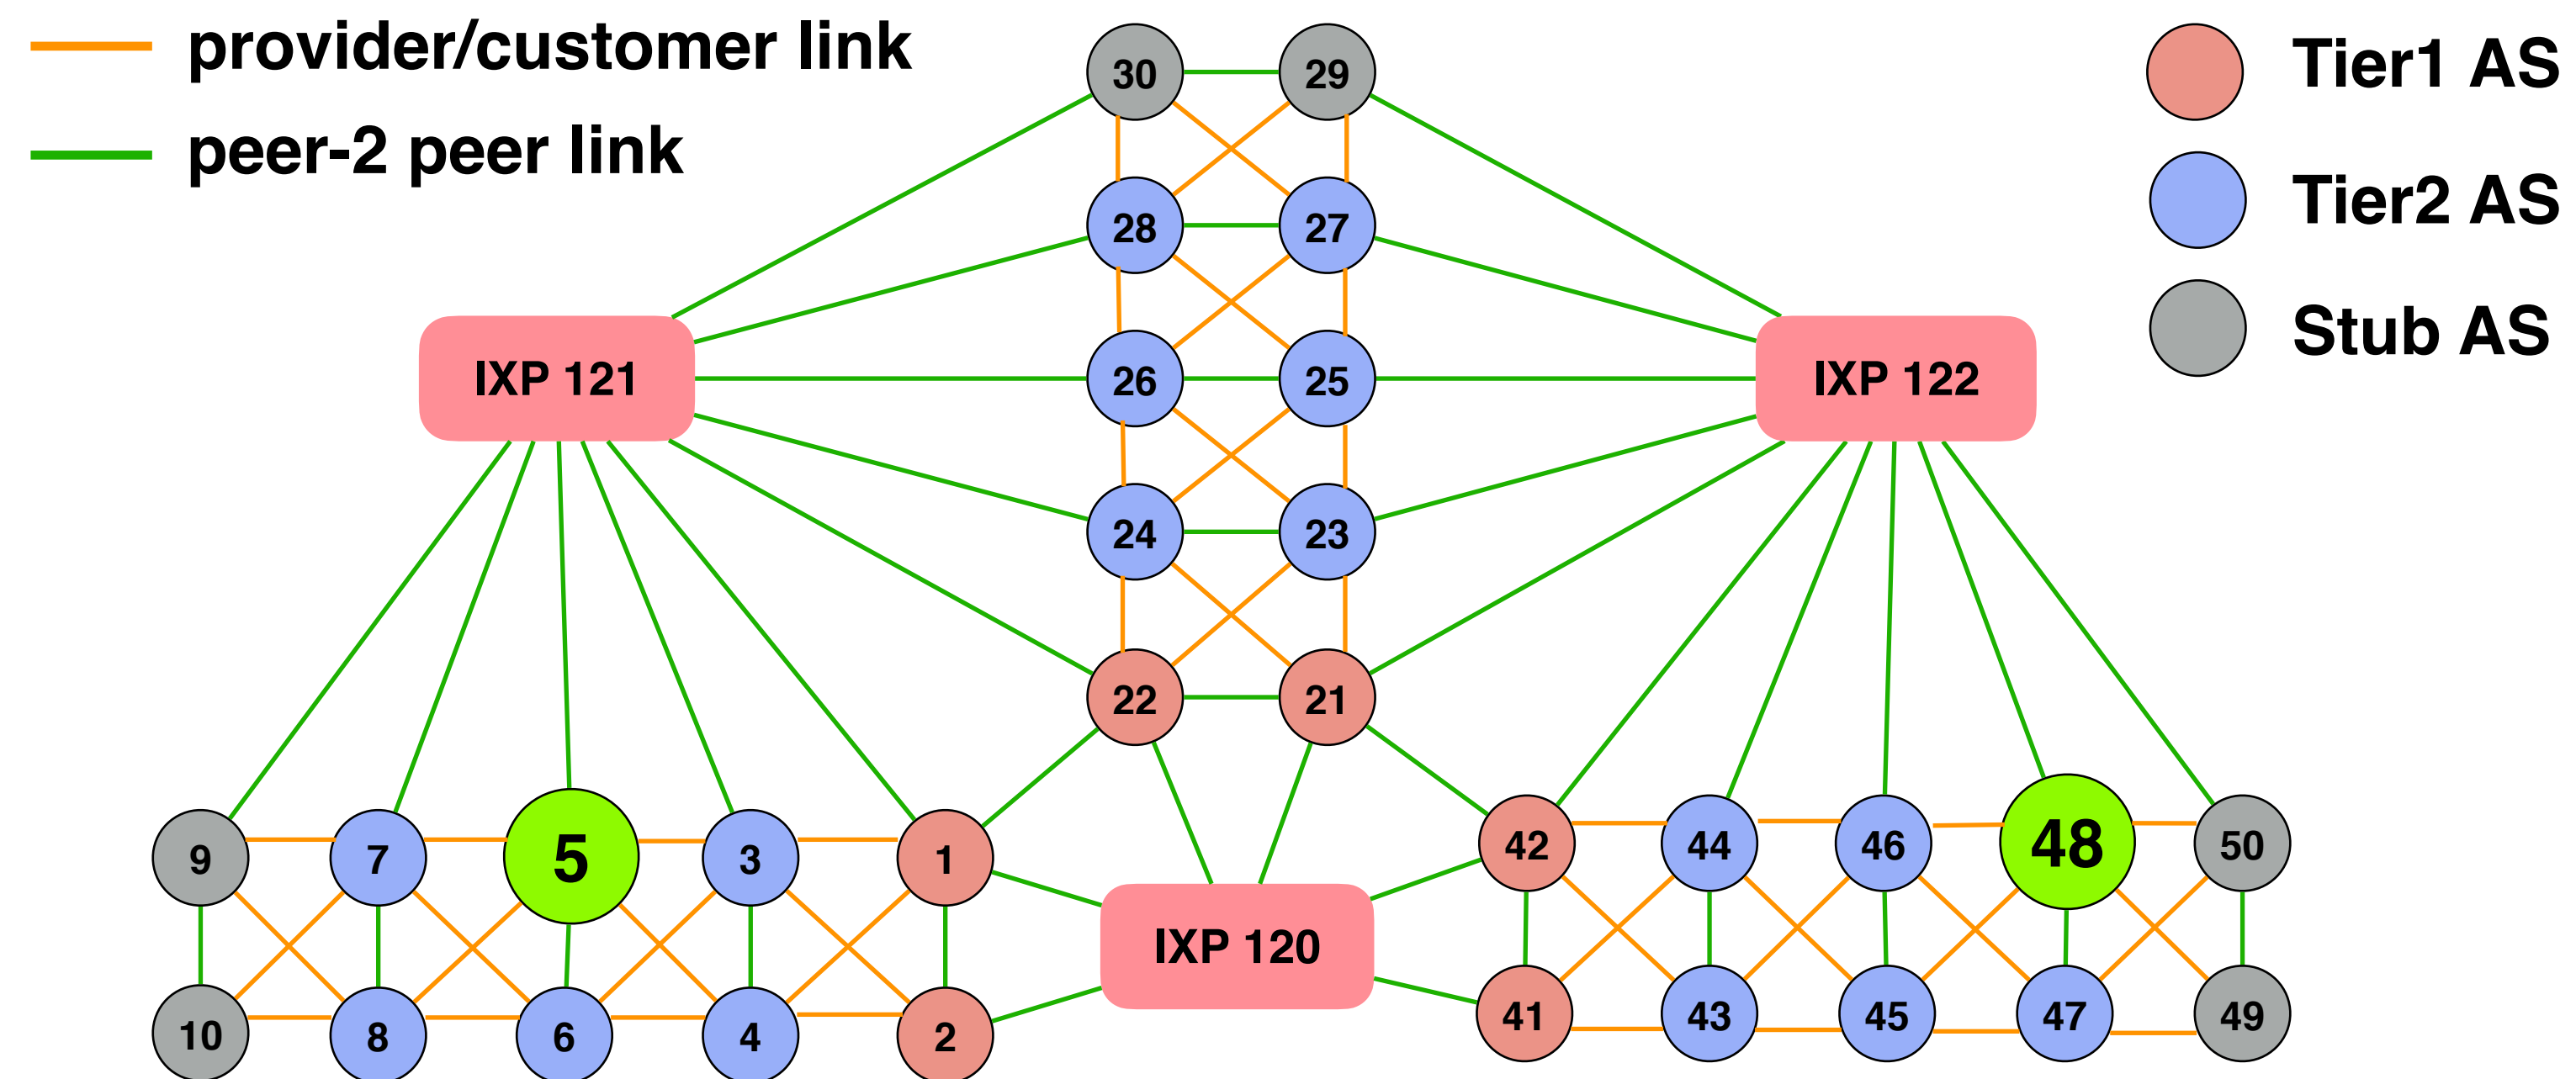 provider/customer link
peer-2 peer link
Tier1 AS
Tier2 AS
Stub AS
30 29
28 27
IXP 121 26 25 IXP 122
24 23
22 21
9 7 5 3 1 42 44 46 48 50
IXP 120
10 8 6 4 2 41 43 45 47 49